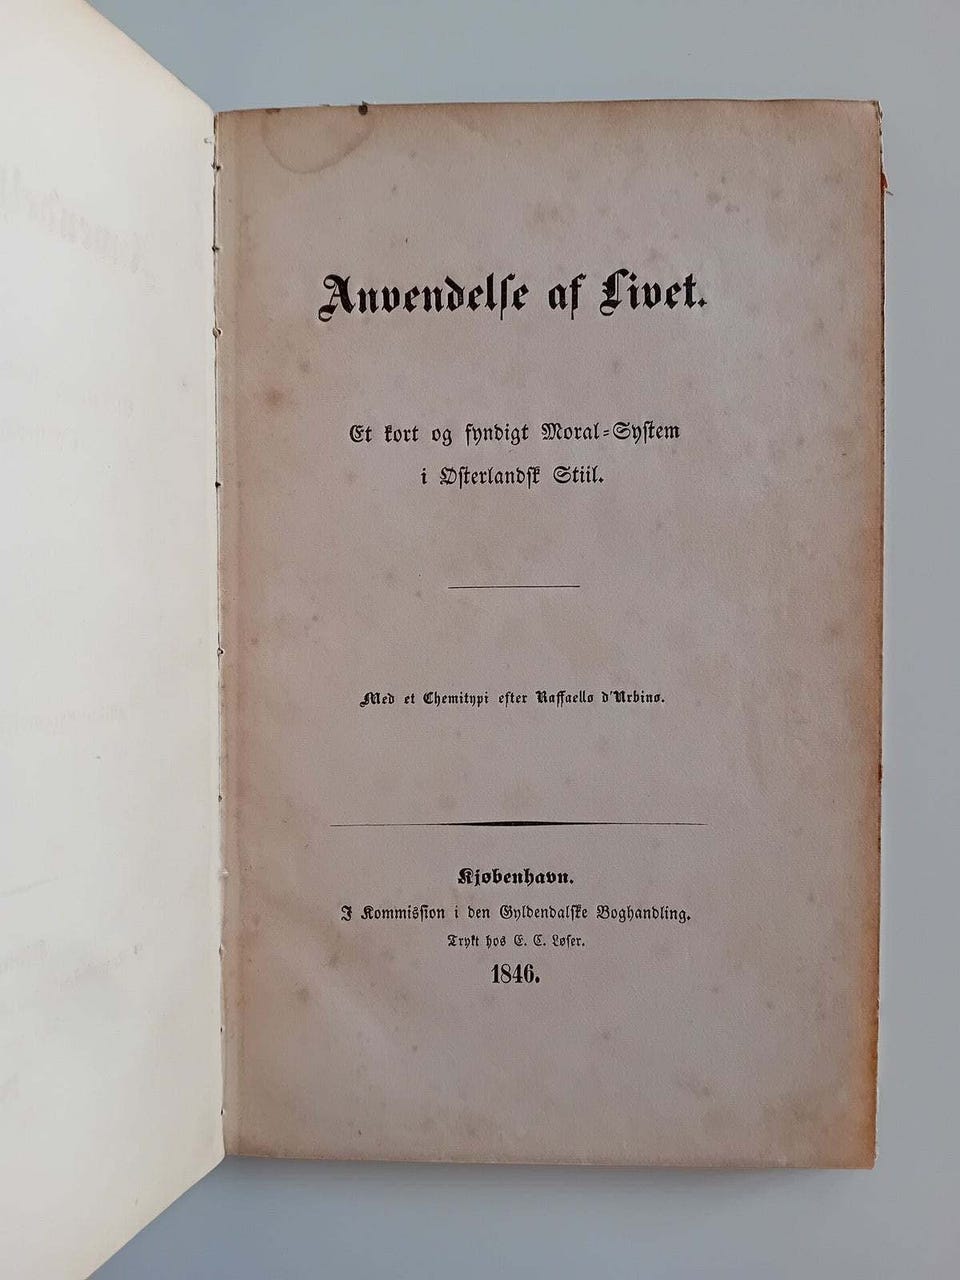 Anvendelse af Livet.
Et kort og fyndigt Moral-System
i Østerlandsk Stiil.
Med et Chemitypi efter Raffaello d'Urbino.
Kjøbenhavn.
I Kommission i den Gyldendalske Boghandling.
Trykt hos E. C. Løser.
1846.